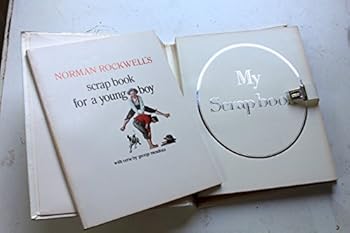 NORMAN ROCKWELL'S
scrap book
for a young boy
with verse by george mendoza
My
Scrapbook